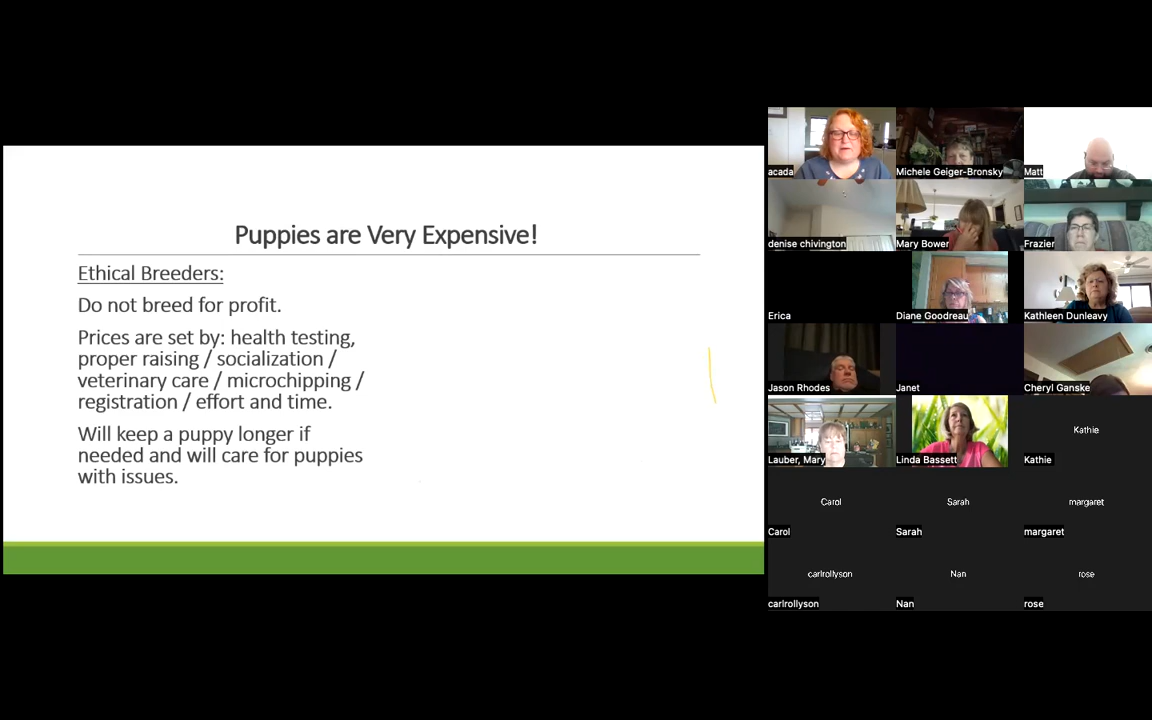 Puppies are Very Expensive!
Ethical Breeders:
Do not breed for profit.
Prices are set by: health testing,
proper raising / socialization /
veterinary care / microchipping /
registration / effort and time.
Will keep a puppy longer if
needed and will care for puppies
with issues.
acada
Michele Geiger-Bronsky
Matt
denise chivington
Mary Bower
Frazier
Erica
Diane Goodreau
Kathleen Dunleavy
Jason Rhodes
Janet
Cheryl Ganske
Lauber, Mary
Linda Bassett
Kathie
Kathie
Carol
Sarah
margaret
Carol
Sarah
margaret
carlrollyson
Nan
rose
carlrollyson
Nan
rose